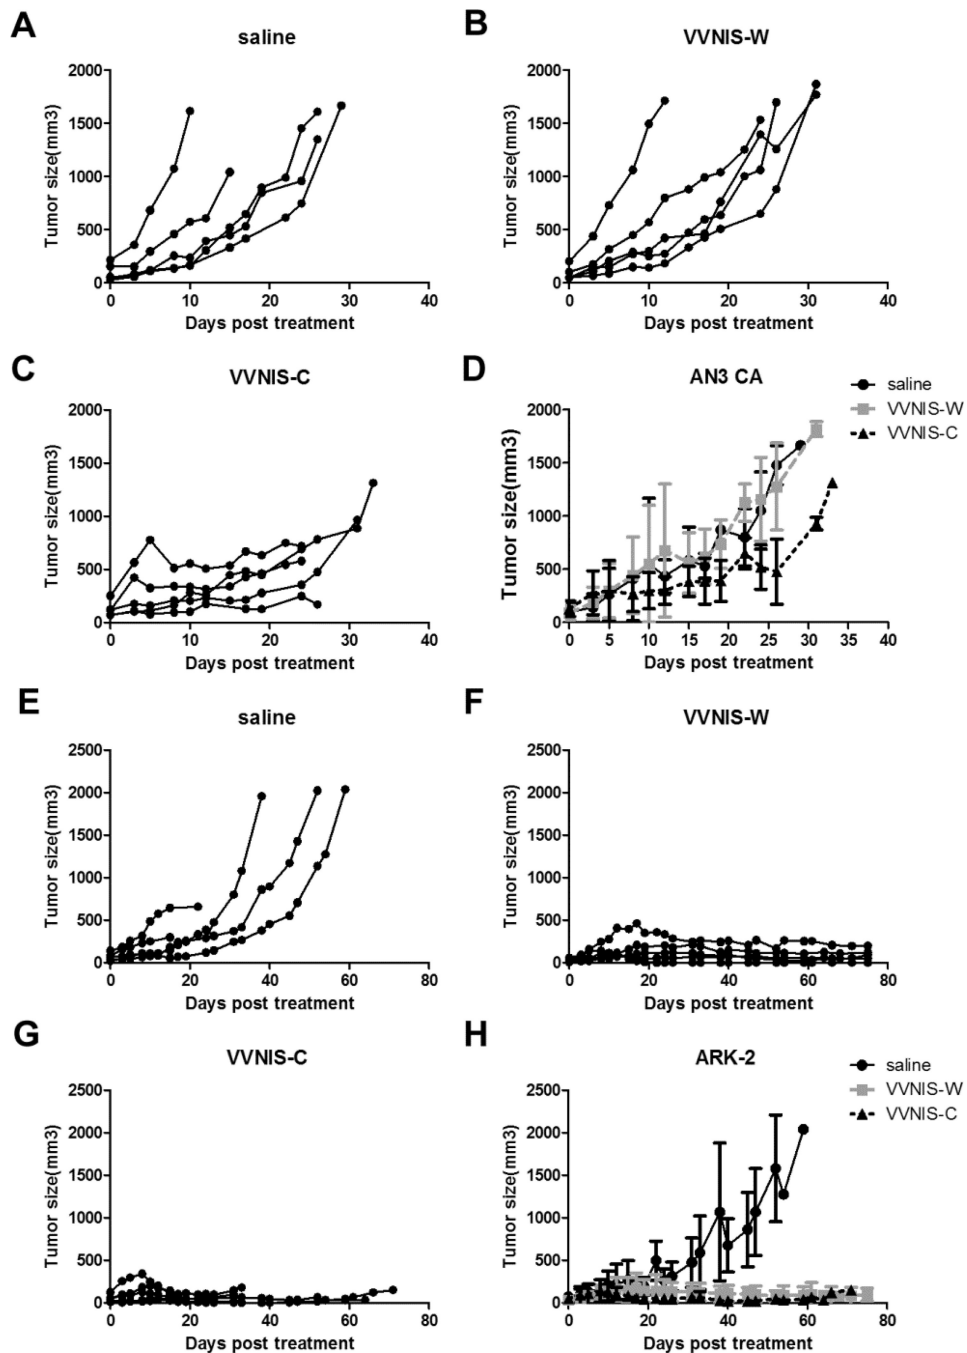 A
saline
Tumor size(mm3)
2000
1500
1000
500
0
0 10 20 30 40
Days post treatment
B
VVNIS-W
Tumor size(mm3)
2000
1500
1000
500
0
0 10 20 30 40
Days post treatment
C
VVNIS-C
Tumor size(mm3)
2000
1500
1000
500
0
0 10 20 30 40
Days post treatment
D
AN3 CA
saline
VVNIS-W
VVNIS-C
Tumor size(mm3)
2000
1500
1000
500
0
0 5 10 15 20 25 30 35 40
Days post treatment
E
saline
Tumor size(mm3)
2500
2000
1500
1000
500
0
0 20 40 60 80
Days post treatment
F
VVNIS-W
Tumor size(mm3)
2500
2000
1500
1000
500
0
0 20 40 60 80
Days post treatment
G
VVNIS-C
Tumor size(mm3)
2500
2000
1500
1000
500
0
0 20 40 60 80
Days post treatment
H
ARK-2
saline
VVNIS-W
VVNIS-C
Tumor size(mm3)
2500
2000
1500
1000
500
0
0 20 40 60 80
Days post treatment